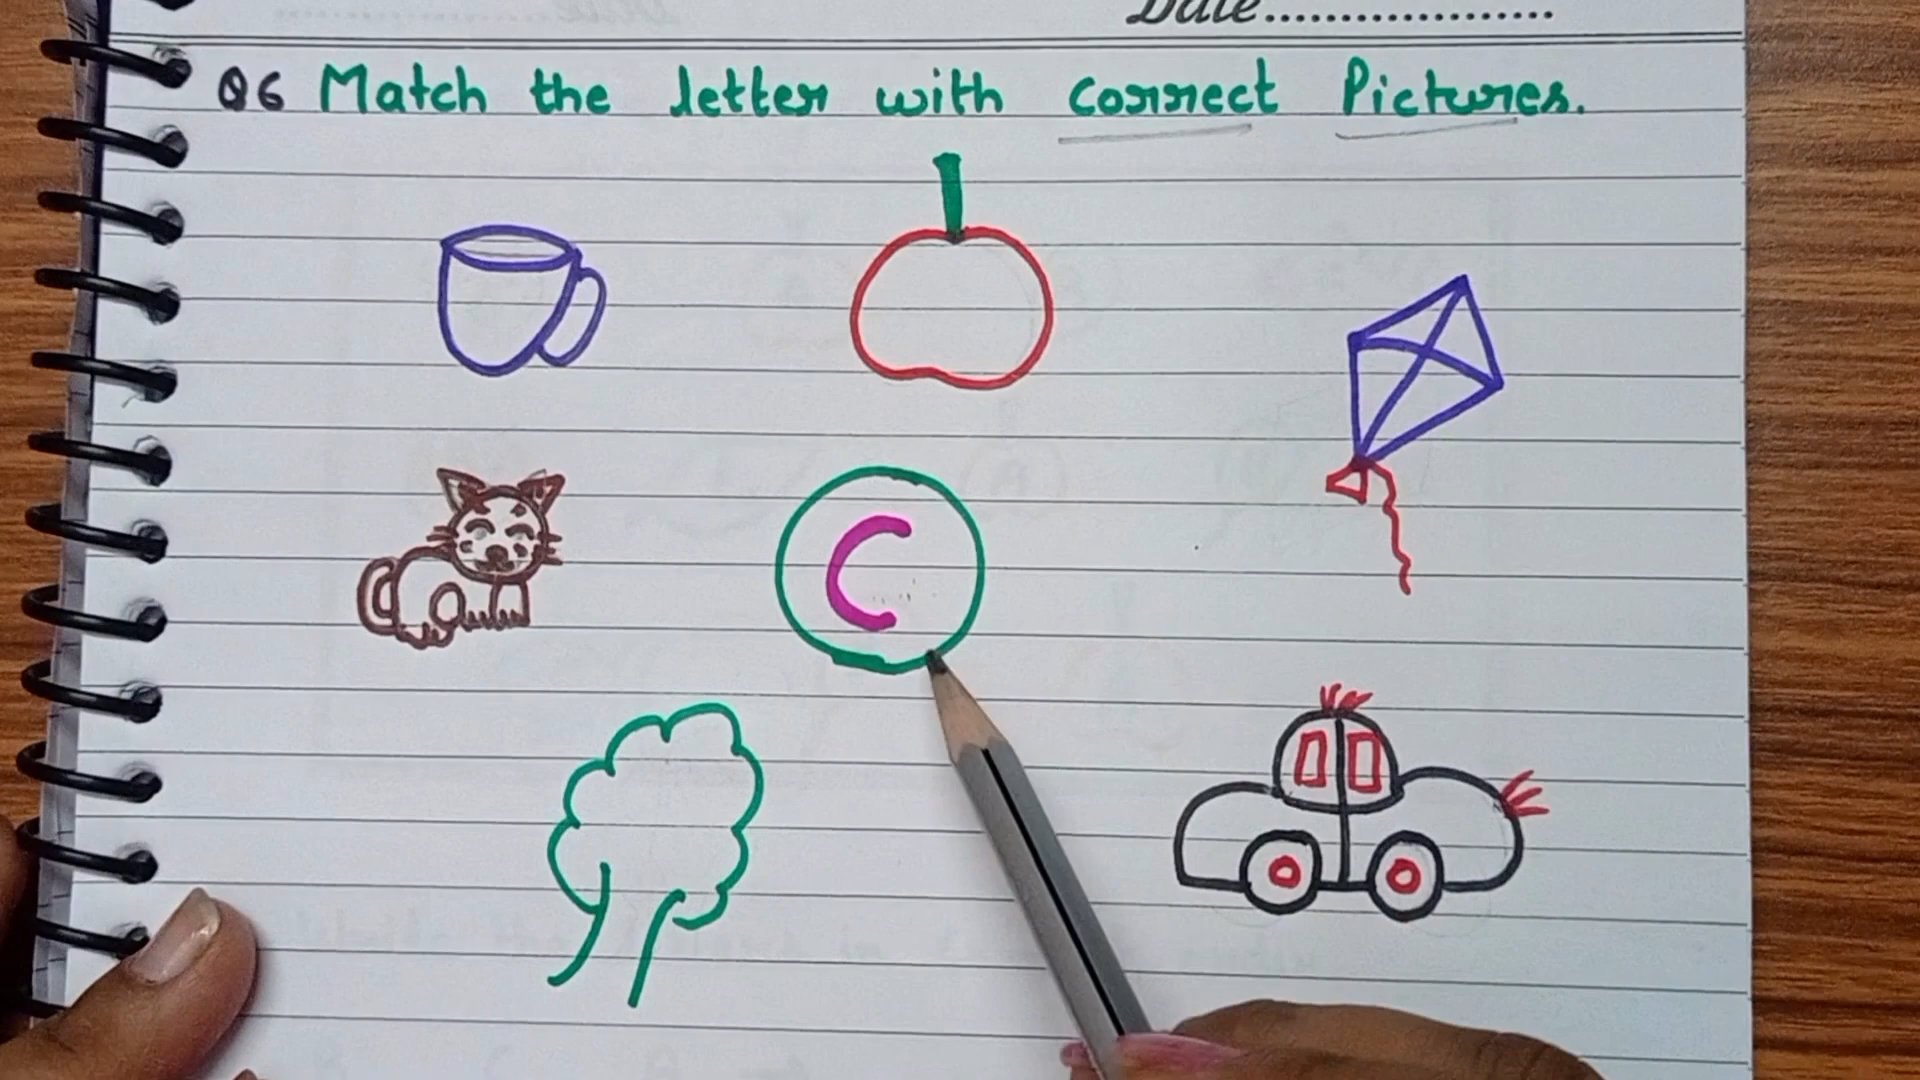 Date....................
Q6 Match the letter with correct Pictures.
C